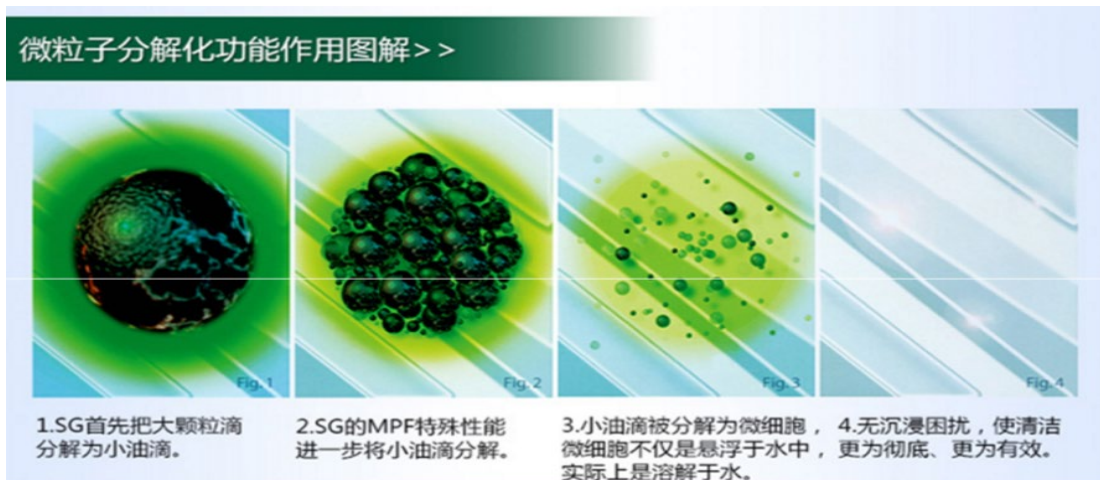 微粒子分解化功能作用图解>>
Fig.1
Fig.2
Fig.3
Fig.4
1.SG首先把大颗粒滴
分解为小油滴。
2.SG的MPF特殊性能
进一步将小油滴分解。
3.小油滴被分解为微细胞，
微细胞不仅是悬浮于水中，
实际上是溶解于水。
4.无沉浸困扰，使清洁
更为彻底、更为有效。